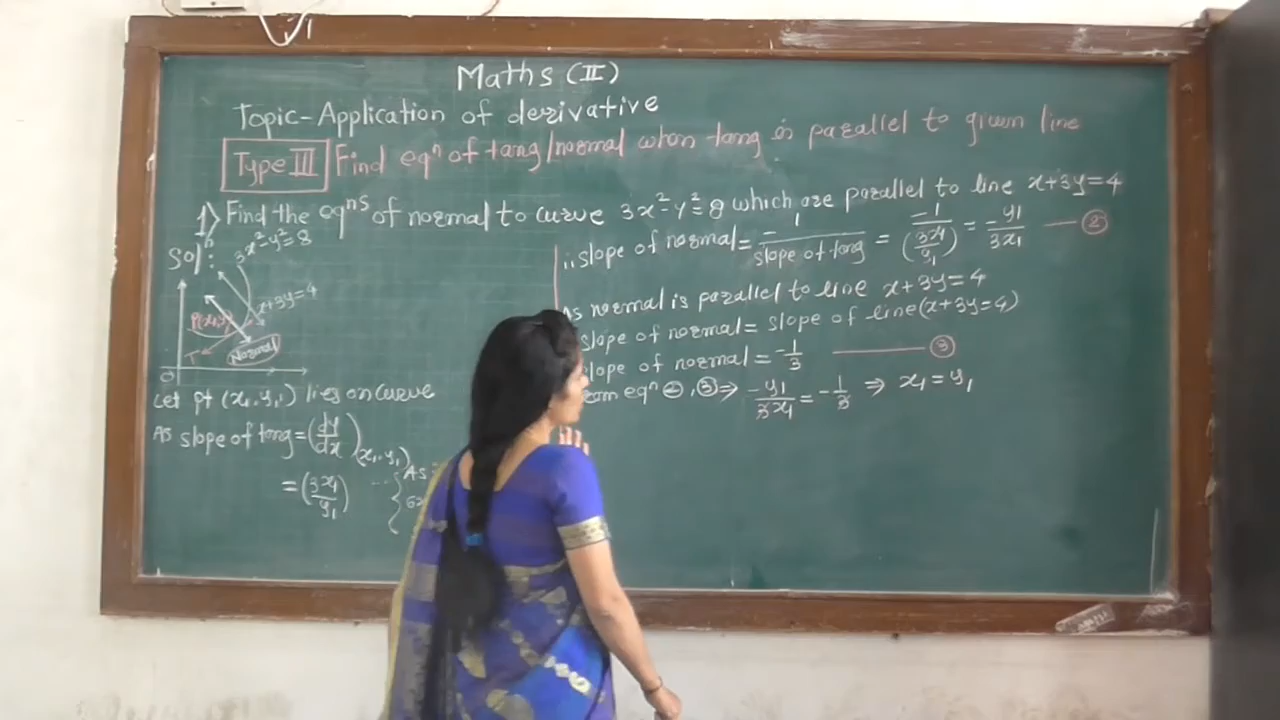 Maths (II)
Topic-Application of derivative
Type III Find eqⁿ of tang/normal when tang is parallel to given line
1) Find the eqⁿˢ of normal to curve 3x²-y²=8 which are parallel to line x+3y=4
Solⁿ:
3x²-y²=8
x+3y=4
T
Normal
O
Let pt (x₁,y₁) lies on curve
As slope of tang=(dy/dx)(x₁,y₁)
=(3x₁/y₁) ... { As
6x
slope of normal= -1/slope of tang = -1/(3x₁/y₁) = -y₁/3x₁ — ②
As normal is parallel to line x+3y=4
slope of normal= slope of line(x+3y=4)
slope of normal= -1/3 — ③
eqⁿ ②,③ ⇒ -y₁/3x₁ = -1/3 ⇒ x₁=y₁